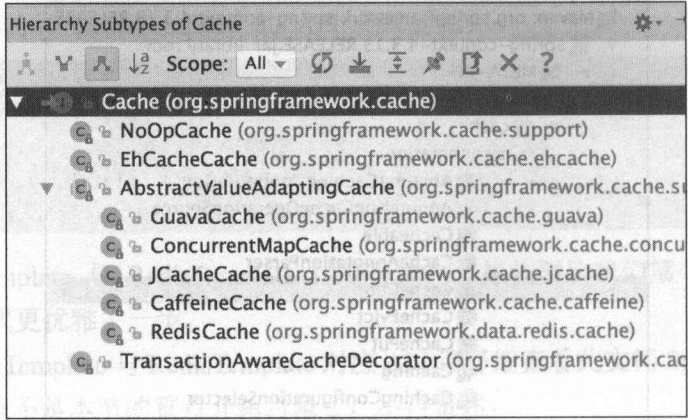 Hierarchy Subtypes of Cache
Scope: All
Cache (org.springframework.cache)
NoOpCache (org.springframework.cache.support)
EhCacheCache (org.springframework.cache.ehcache)
AbstractValueAdaptingCache (org.springframework.cache.su
GuavaCache (org.springframework.cache.guava)
ConcurrentMapCache (org.springframework.cache.concu
JCacheCache (org.springframework.cache.jcache)
CaffeineCache (org.springframework.cache.caffeine)
RedisCache (org.springframework.data.redis.cache)
TransactionAwareCacheDecorator (org.springframework.cac